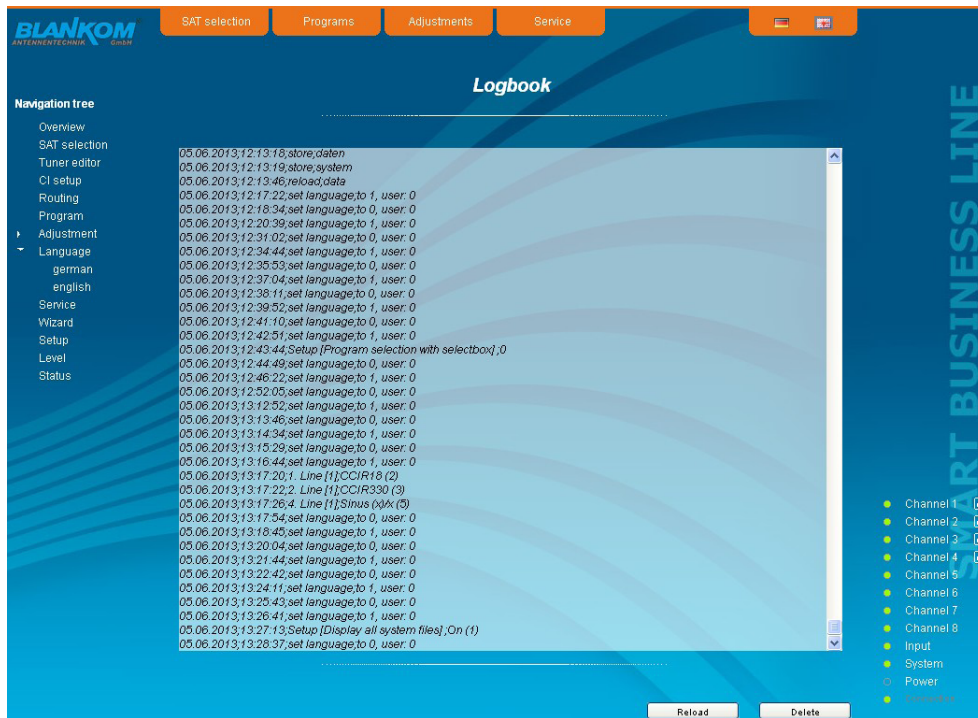 BLANKOM
ANTENNENTECHNIK GmbH
SAT selection
Programs
Adjustments
Service
Logbook
Navigation tree
Overview
SAT selection
Tuner editor
CI setup
Routing
Program
Adjustment
Language
german
english
Service
Wizard
Setup
Level
Status
05.06.2013;12:13:18;store;daten
05.06.2013;12:13:19;store;system
05.06.2013;12:13:46;reload;data
05.06.2013;12:17:22;set language;to 1, user: 0
05.06.2013;12:18:34;set language;to 0, user: 0
05.06.2013;12:20:39;set language;to 1, user: 0
05.06.2013;12:31:02;set language;to 0, user: 0
05.06.2013;12:34:44;set language;to 1, user: 0
05.06.2013;12:35:53;set language;to 0, user: 0
05.06.2013;12:37:04;set language;to 1, user: 0
05.06.2013;12:38:11;set language;to 0, user: 0
05.06.2013;12:39:52;set language;to 1, user: 0
05.06.2013;12:41:10;set language;to 0, user: 0
05.06.2013;12:42:51;set language;to 1, user: 0
05.06.2013;12:43:44;Setup [Program selection with selectbox] ;0
05.06.2013;12:44:49;set language;to 0, user: 0
05.06.2013;12:46:22;set language;to 1, user: 0
05.06.2013;12:52:05;set language;to 0, user: 0
05.06.2013;13:12:52;set language;to 1, user: 0
05.06.2013;13:13:46;set language;to 0, user: 0
05.06.2013;13:14:34;set language;to 1, user: 0
05.06.2013;13:15:29;set language;to 0, user: 0
05.06.2013;13:16:44;set language;to 1, user: 0
05.06.2013;13:17:20;1. Line [1];CCIR18 (2)
05.06.2013;13:17:22;2. Line [1];CCIR330 (3)
05.06.2013;13:17:26;4. Line [1];Sinus (x)/x (5)
05.06.2013;13:17:54;set language;to 0, user: 0
05.06.2013;13:18:45;set language;to 1, user: 0
05.06.2013;13:20:04;set language;to 0, user: 0
05.06.2013;13:21:44;set language;to 1, user: 0
05.06.2013;13:22:42;set language;to 0, user: 0
05.06.2013;13:24:11;set language;to 1, user: 0
05.06.2013;13:25:43;set language;to 0, user: 0
05.06.2013;13:26:41;set language;to 1, user: 0
05.06.2013;13:27:13;Setup [Display all system files] ;On (1)
05.06.2013;13:28:37;set language;to 0, user: 0
Reload
Delete
SMART BUSINESS LINE
Channel 1
Channel 2
Channel 3
Channel 4
Channel 5
Channel 6
Channel 7
Channel 8
Input
System
Power